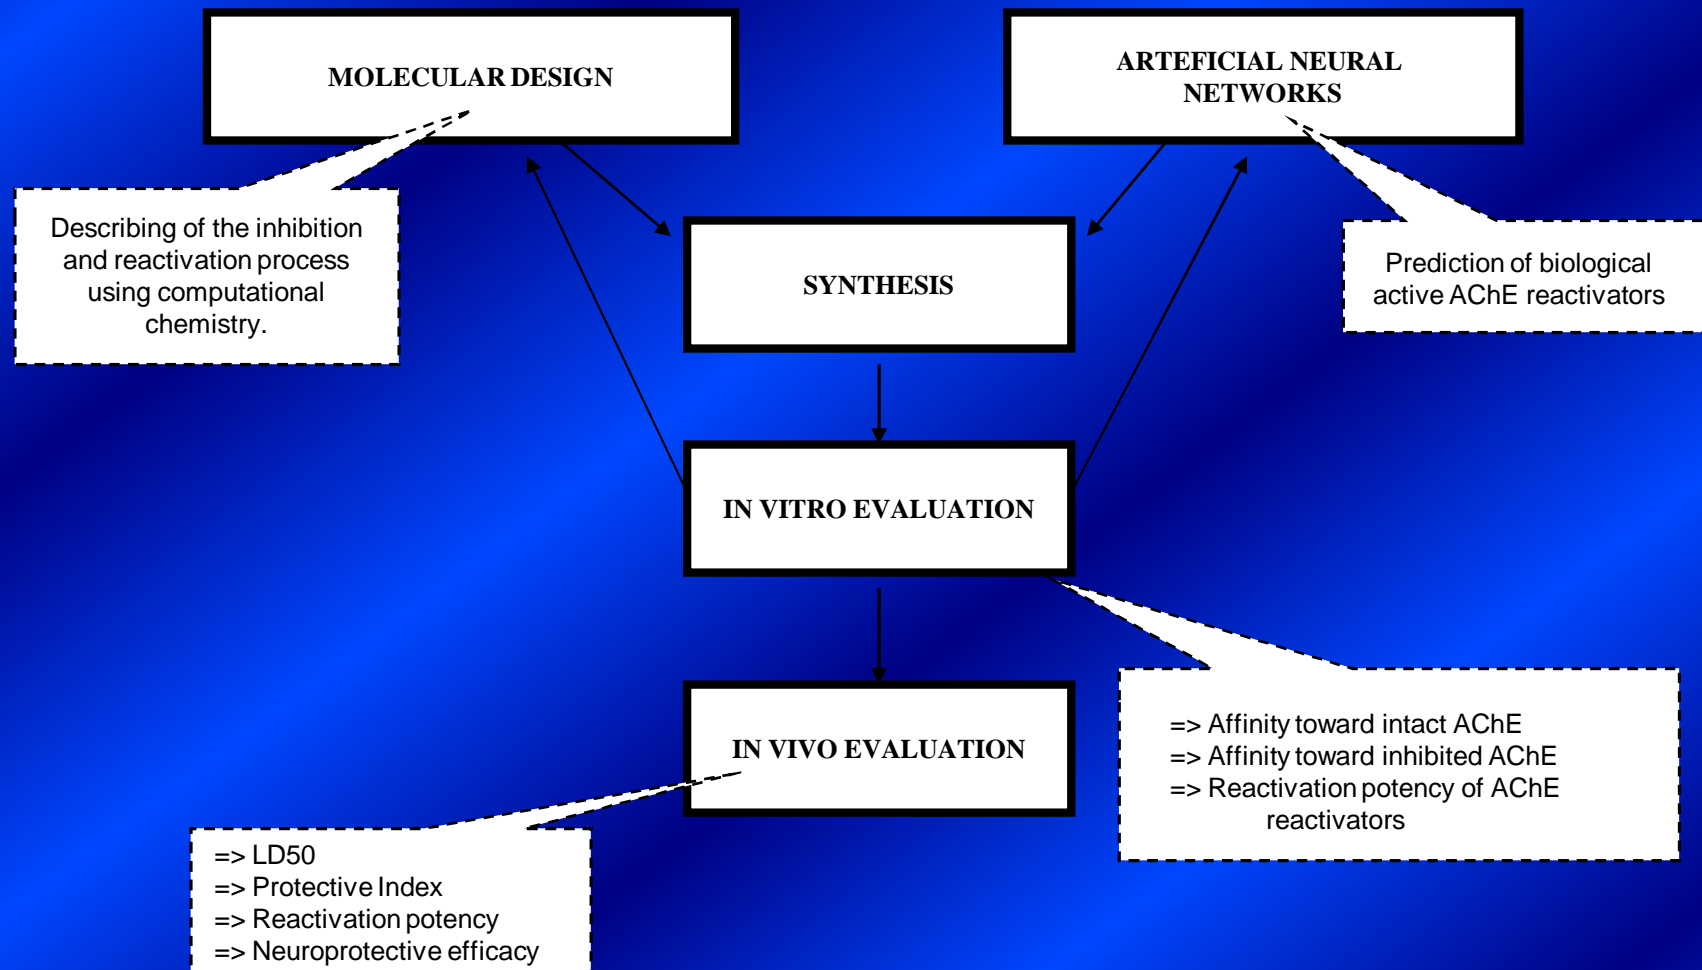 MOLECULAR DESIGN
ARTEFICIAL NEURAL
NETWORKS
Describing of the inhibition
and reactivation process
using computational
chemistry.
Prediction of biological
active AChE reactivators
SYNTHESIS
IN VITRO EVALUATION
=> Affinity toward intact AChE
=> Affinity toward inhibited AChE
=> Reactivation potency of AChE
reactivators
IN VIVO EVALUATION
=> LD50
=> Protective Index
=> Reactivation potency
=> Neuroprotective efficacy